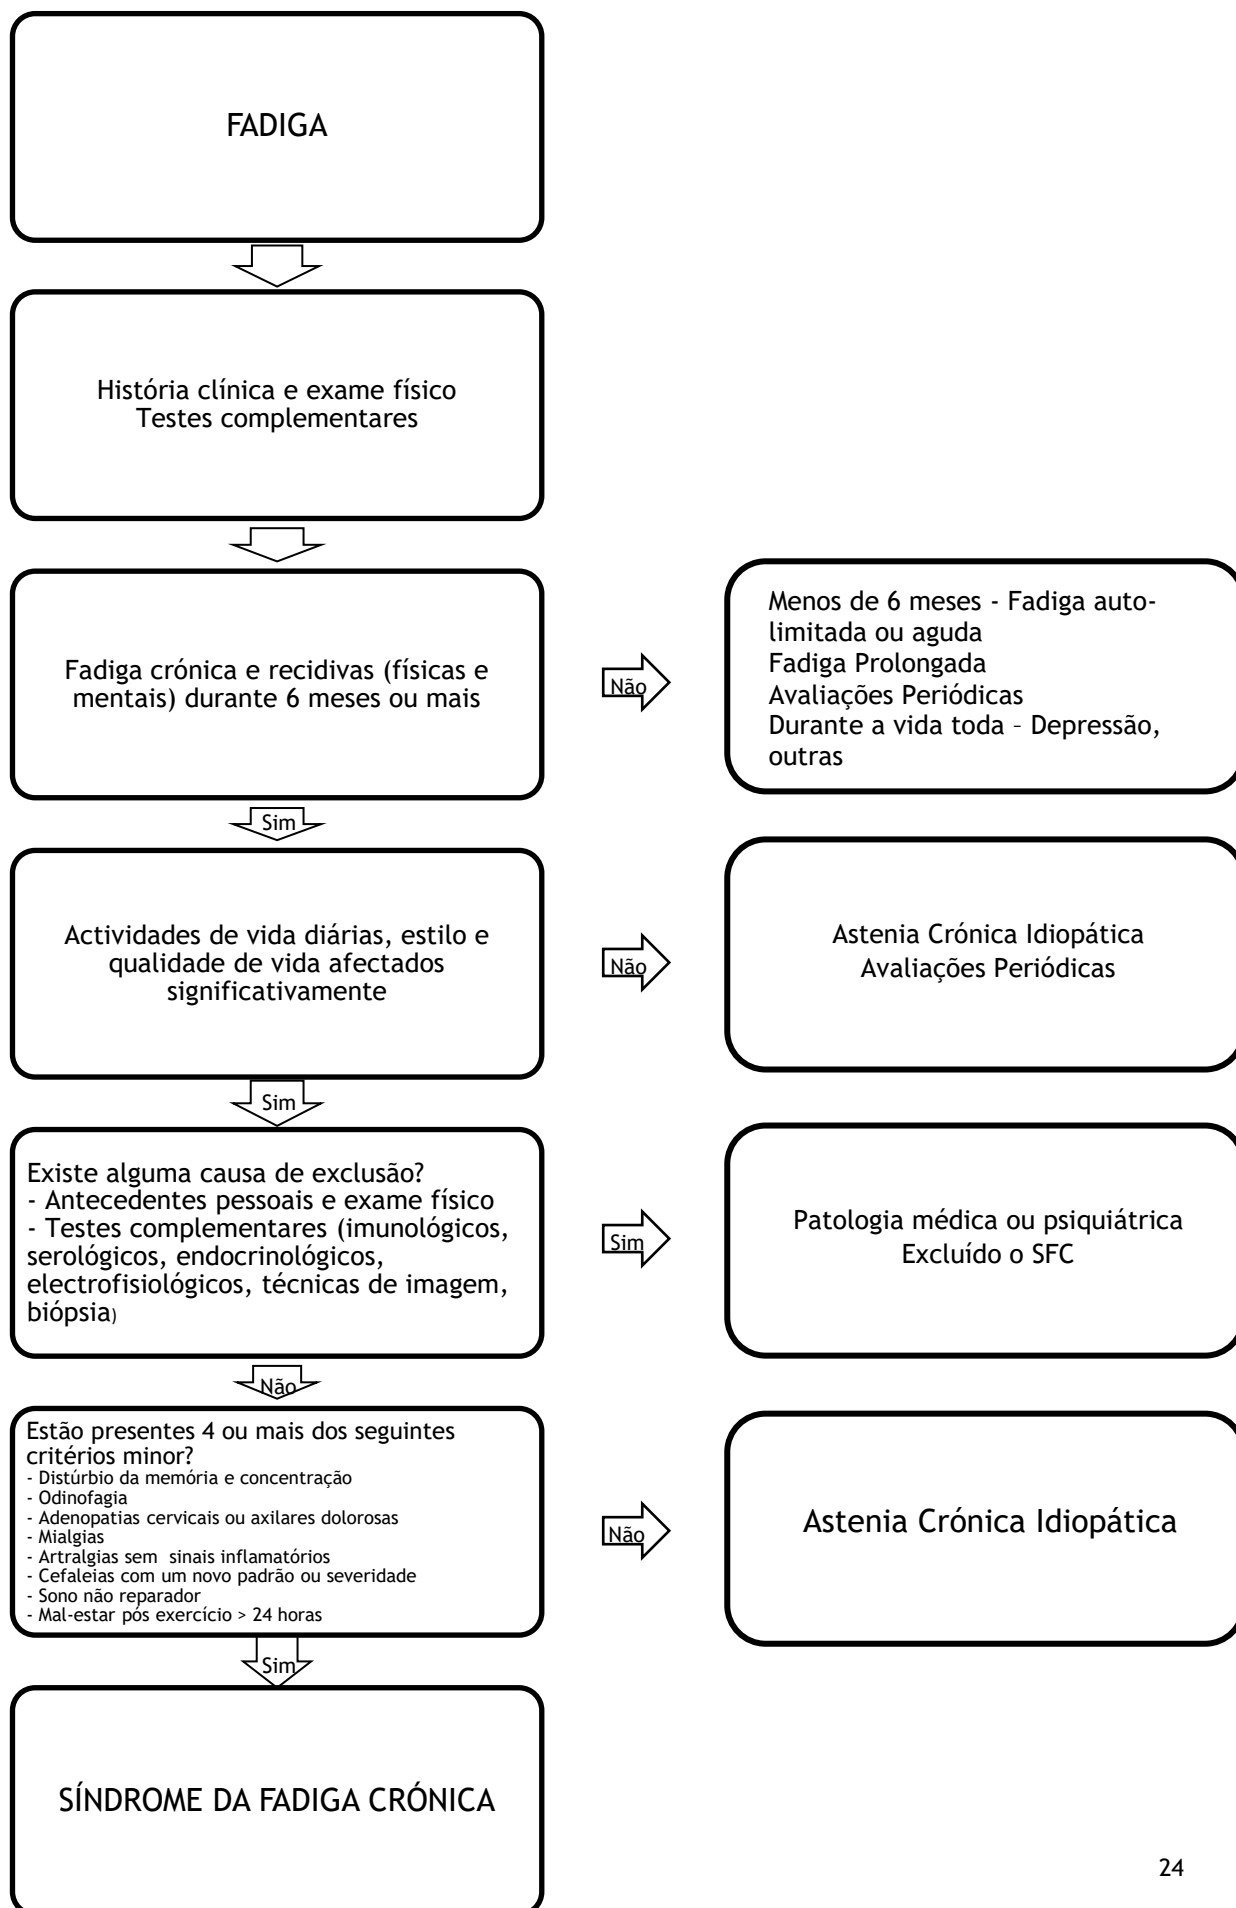 FADIGA
História clínica e exame físico
Testes complementares
Fadiga crónica e recidivas (físicas e
mentais) durante 6 meses ou mais
Não
Menos de 6 meses - Fadiga auto-
limitada ou aguda
Fadiga Prolongada
Avaliações Periódicas
Durante a vida toda – Depressão,
outras
Sim
Actividades de vida diárias, estilo e
qualidade de vida afectados
significativamente
Não
Astenia Crónica Idiopática
Avaliações Periódicas
Sim
Existe alguma causa de exclusão?
- Antecedentes pessoais e exame físico
- Testes complementares (imunológicos,
serológicos, endocrinológicos,
electrofisiológicos, técnicas de imagem,
biópsia)
Sim
Patologia médica ou psiquiátrica
Excluído o SFC
Não
Estão presentes 4 ou mais dos seguintes
critérios minor?
- Distúrbio da memória e concentração
- Odinofagia
- Adenopatias cervicais ou axilares dolorosas
- Mialgias
- Artralgias sem sinais inflamatórios
- Cefaleias com um novo padrão ou severidade
- Sono não reparador
- Mal-estar pós exercício > 24 horas
Não
Astenia Crónica Idiopática
Sim
SÍNDROME DA FADIGA CRÓNICA
24